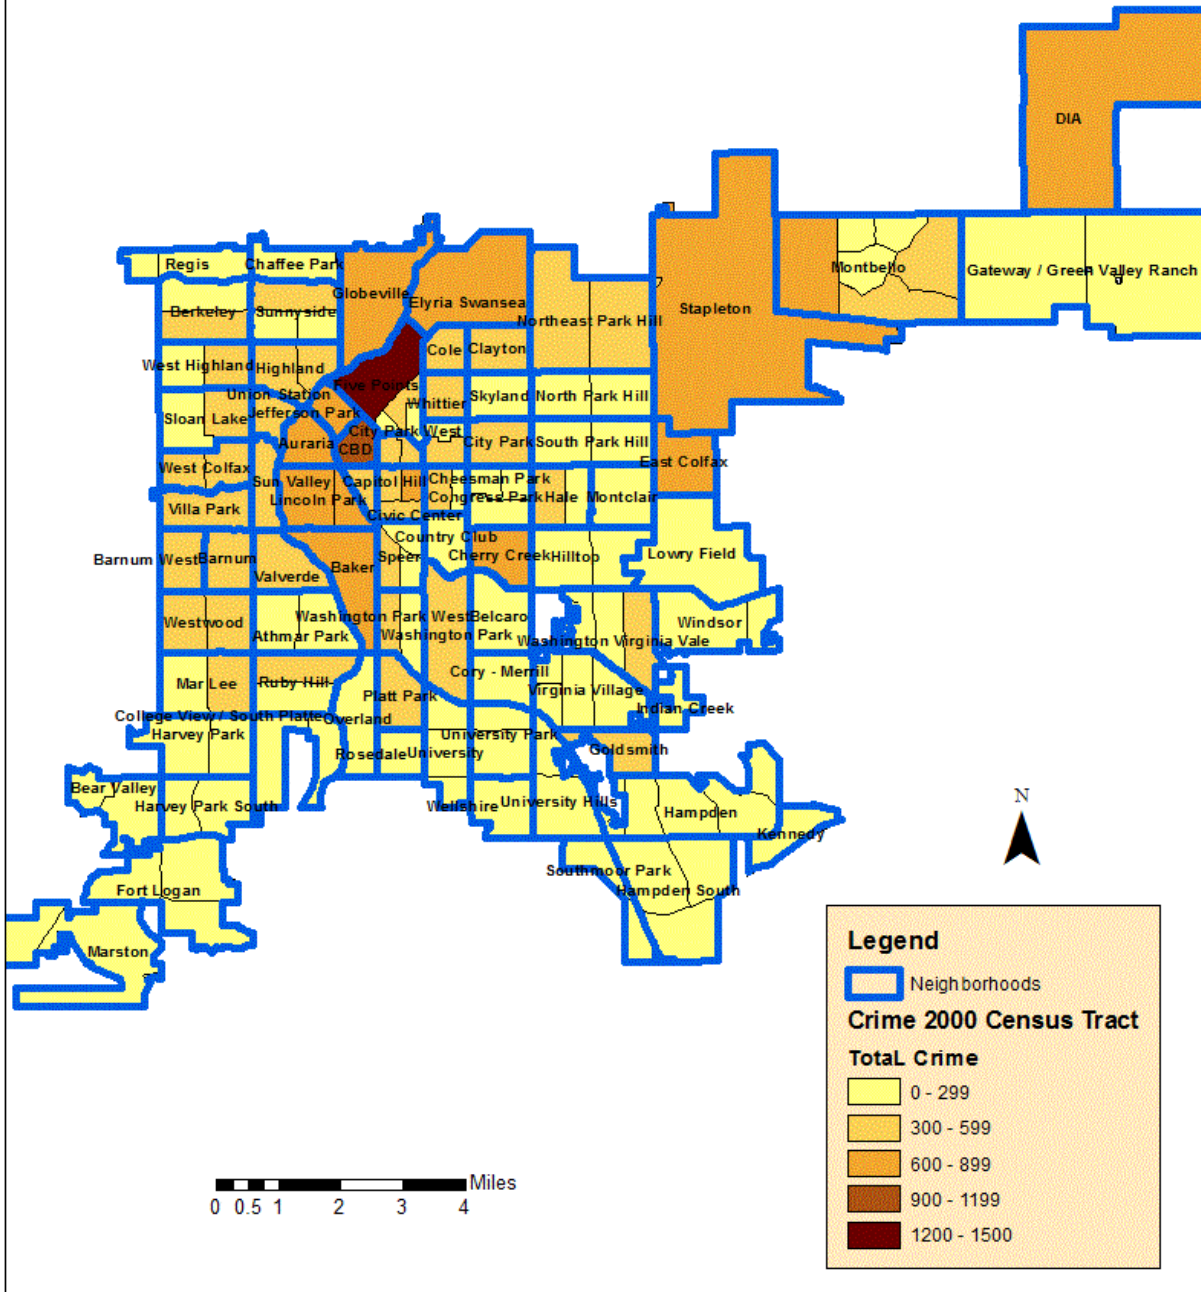 DIA
Regis
Chaffee Park
Montbello
Gateway / Green Valley Ranch
Globeville
Elyria Swansea
Berkeley
Sunnyside
Stapleton
Northeast Park Hill
Cole
Clayton
West Highland
Highland
Five Points
Union Station
Whittier
Skyland
North Park Hill
Sloan Lake
Jefferson Park
City Park West
Auraria
CBD
City Park
South Park Hill
East Colfax
West Colfax
Sun Valley
Capitol Hill
Cheesman Park
Lincoln Park
Congress Park
Hale
Montclair
Villa Park
Civic Center
Country Club
Barnum West
Barnum
Baker
Speer
Cherry Creek
Hilltop
Lowry Field
Valverde
Westwood
Washington Park West
Belcaro
Windsor
Athmar Park
Washington Park
Washington Virginia Vale
Cory - Merrill
Mar Lee
Ruby Hill
Platt Park
Virginia Village
Indian Creek
College View / South Platte
Overland
Harvey Park
University Park
Goldsmith
Rosedale
University
Bear Valley
Harvey Park South
Wellshire
University Hills
Hampden
Kennedy
Southmoor Park
Fort Logan
Hampden South
Marston
N
Legend
Neighborhoods
Crime 2000 Census Tract
TotaL Crime
0 - 299
300 - 599
600 - 899
900 - 1199
1200 - 1500
Miles
0 0.5 1 2 3 4